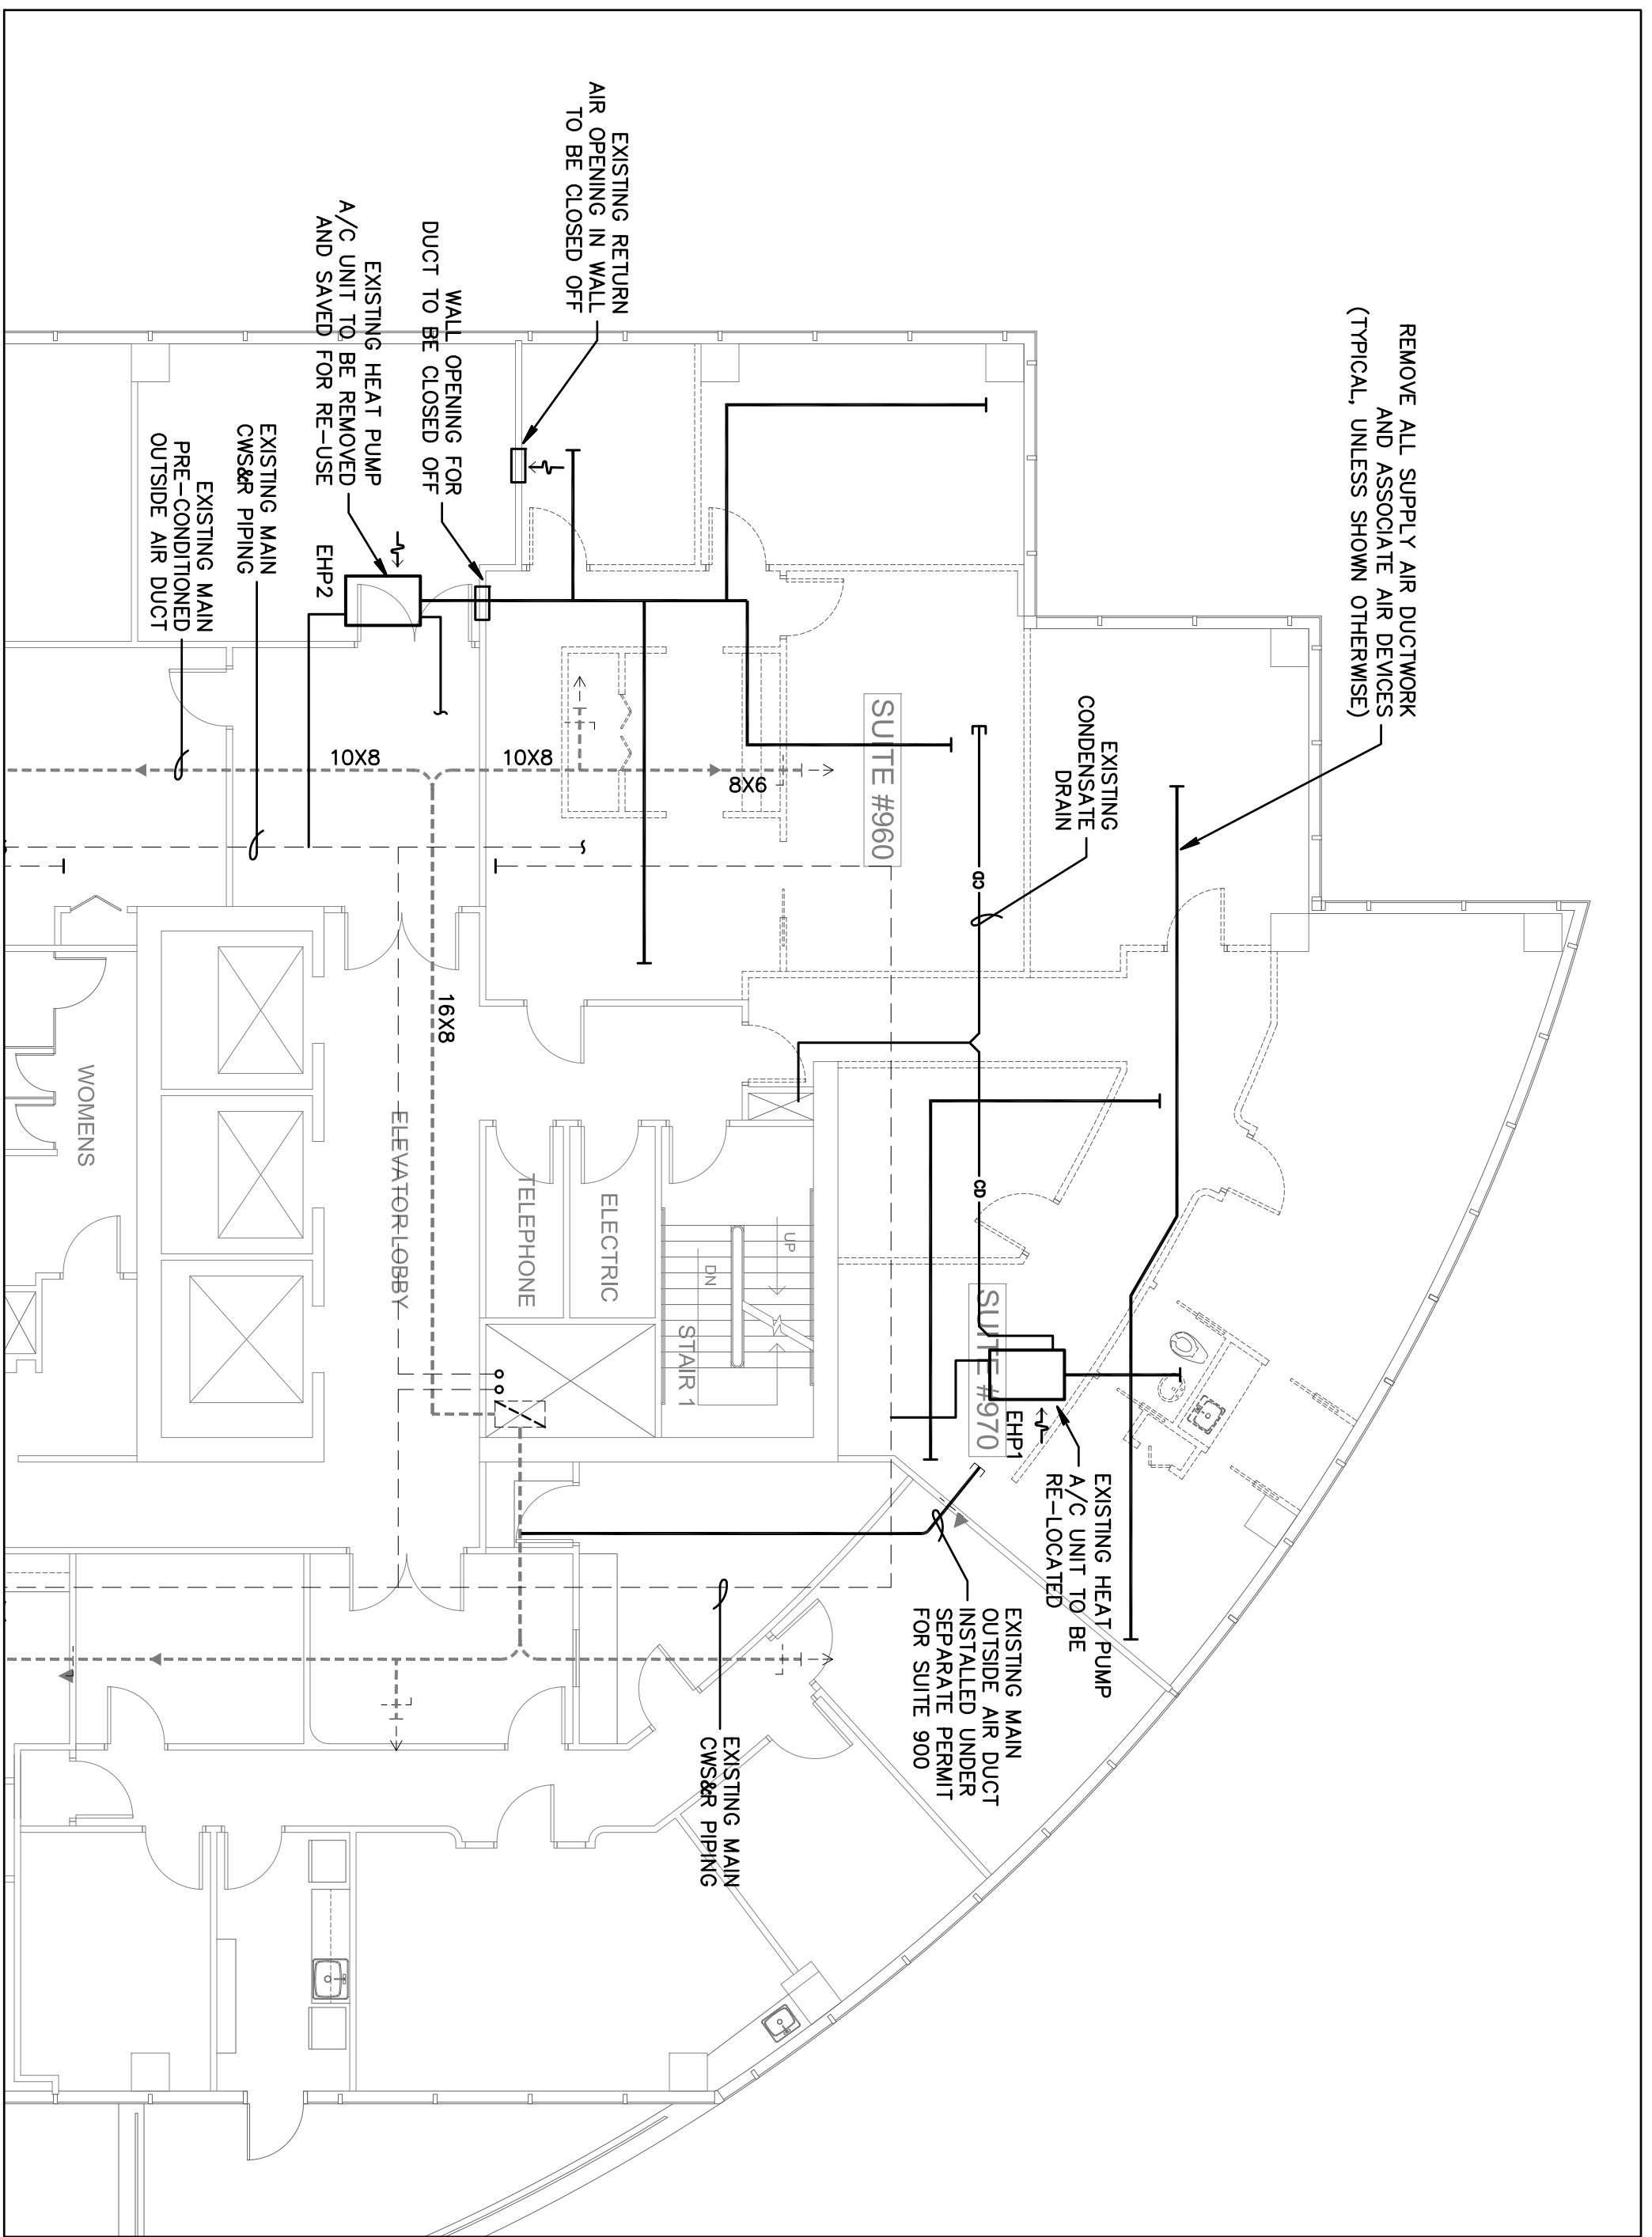 REMOVE ALL SUPPLY AIR DUCTWORK
AND ASSOCIATE AIR DEVICES
(TYPICAL, UNLESS SHOWN OTHERWISE)
EXISTING
CONDENSATE
DRAIN
EXISTING HEAT PUMP
A/C UNIT TO BE
RE-LOCATED
EHP1
SUITE #970
CD
CD
EXISTING MAIN
OUTSIDE AIR DUCT
INSTALLED UNDER
SEPARATE PERMIT
FOR SUITE 900
SUITE #960
8X6
UP
DN
STAIR 1
EXISTING MAIN
CWS&R PIPING
EXISTING RETURN
AIR OPENING IN WALL
TO BE CLOSED OFF
ELECTRIC
TELEPHONE
10X8
WALL OPENING FOR
DUCT TO BE CLOSED OFF
16X8
ELEVATOR LOBBY
EXISTING HEAT PUMP
A/C UNIT TO BE REMOVED
AND SAVED FOR RE-USE
EHP2
10X8
EXISTING MAIN
CWS&R PIPING
EXISTING MAIN
PRE-CONDITIONED
OUTSIDE AIR DUCT
WOMENS